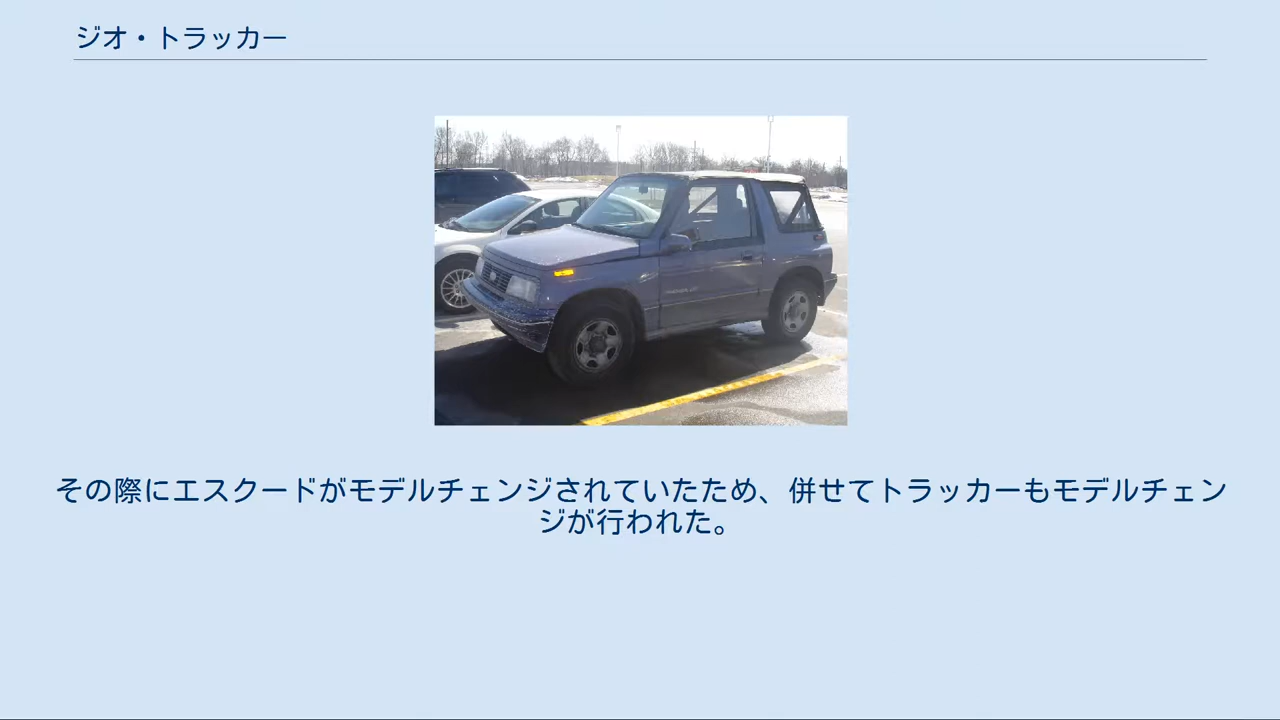 ジオ・トラッカー
その際にエスクードがモデルチェンジされていたため、併せてトラッカーもモデルチェン
ジが行われた。